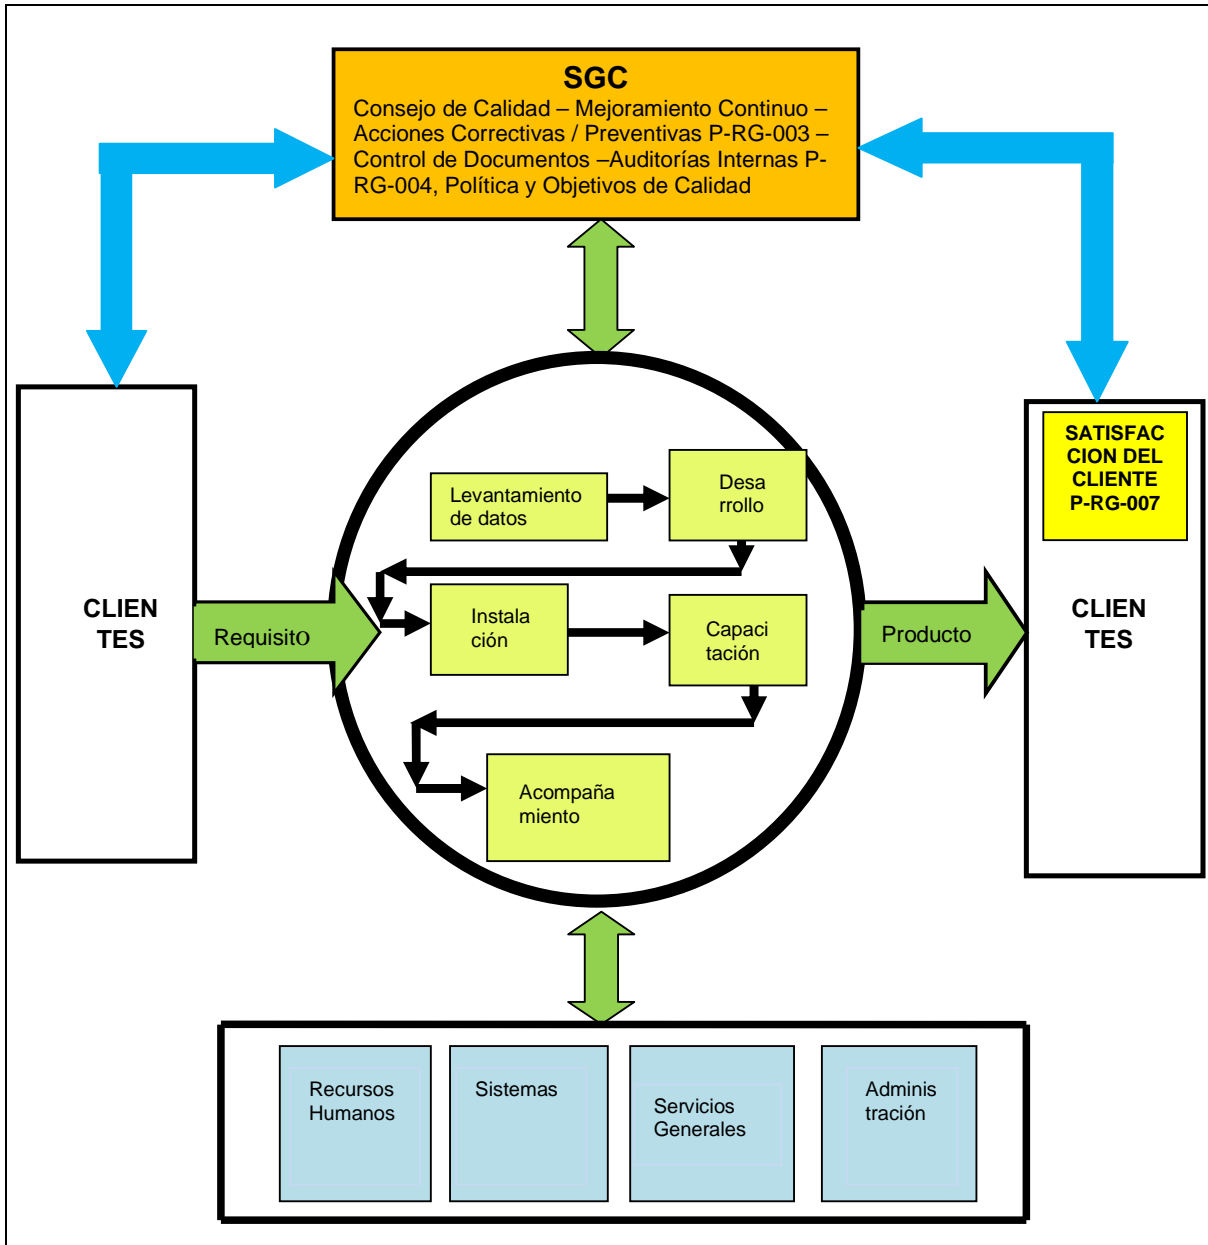 SGC
Consejo de Calidad – Mejoramiento Continuo –
Acciones Correctivas / Preventivas P-RG-003 –
Control de Documentos –Auditorías Internas P-
RG-004, Política y Objetivos de Calidad
SATISFAC
CION DEL
CLIENTE
P-RG-007
Levantamiento
de datos
Desa
rrollo
CLIEN
TES
Requisito
Instala
ción
Capaci
tación
Producto
CLIEN
TES
Acompaña
miento
Recursos
Humanos
Sistemas
Servicios
Generales
Adminis
tración